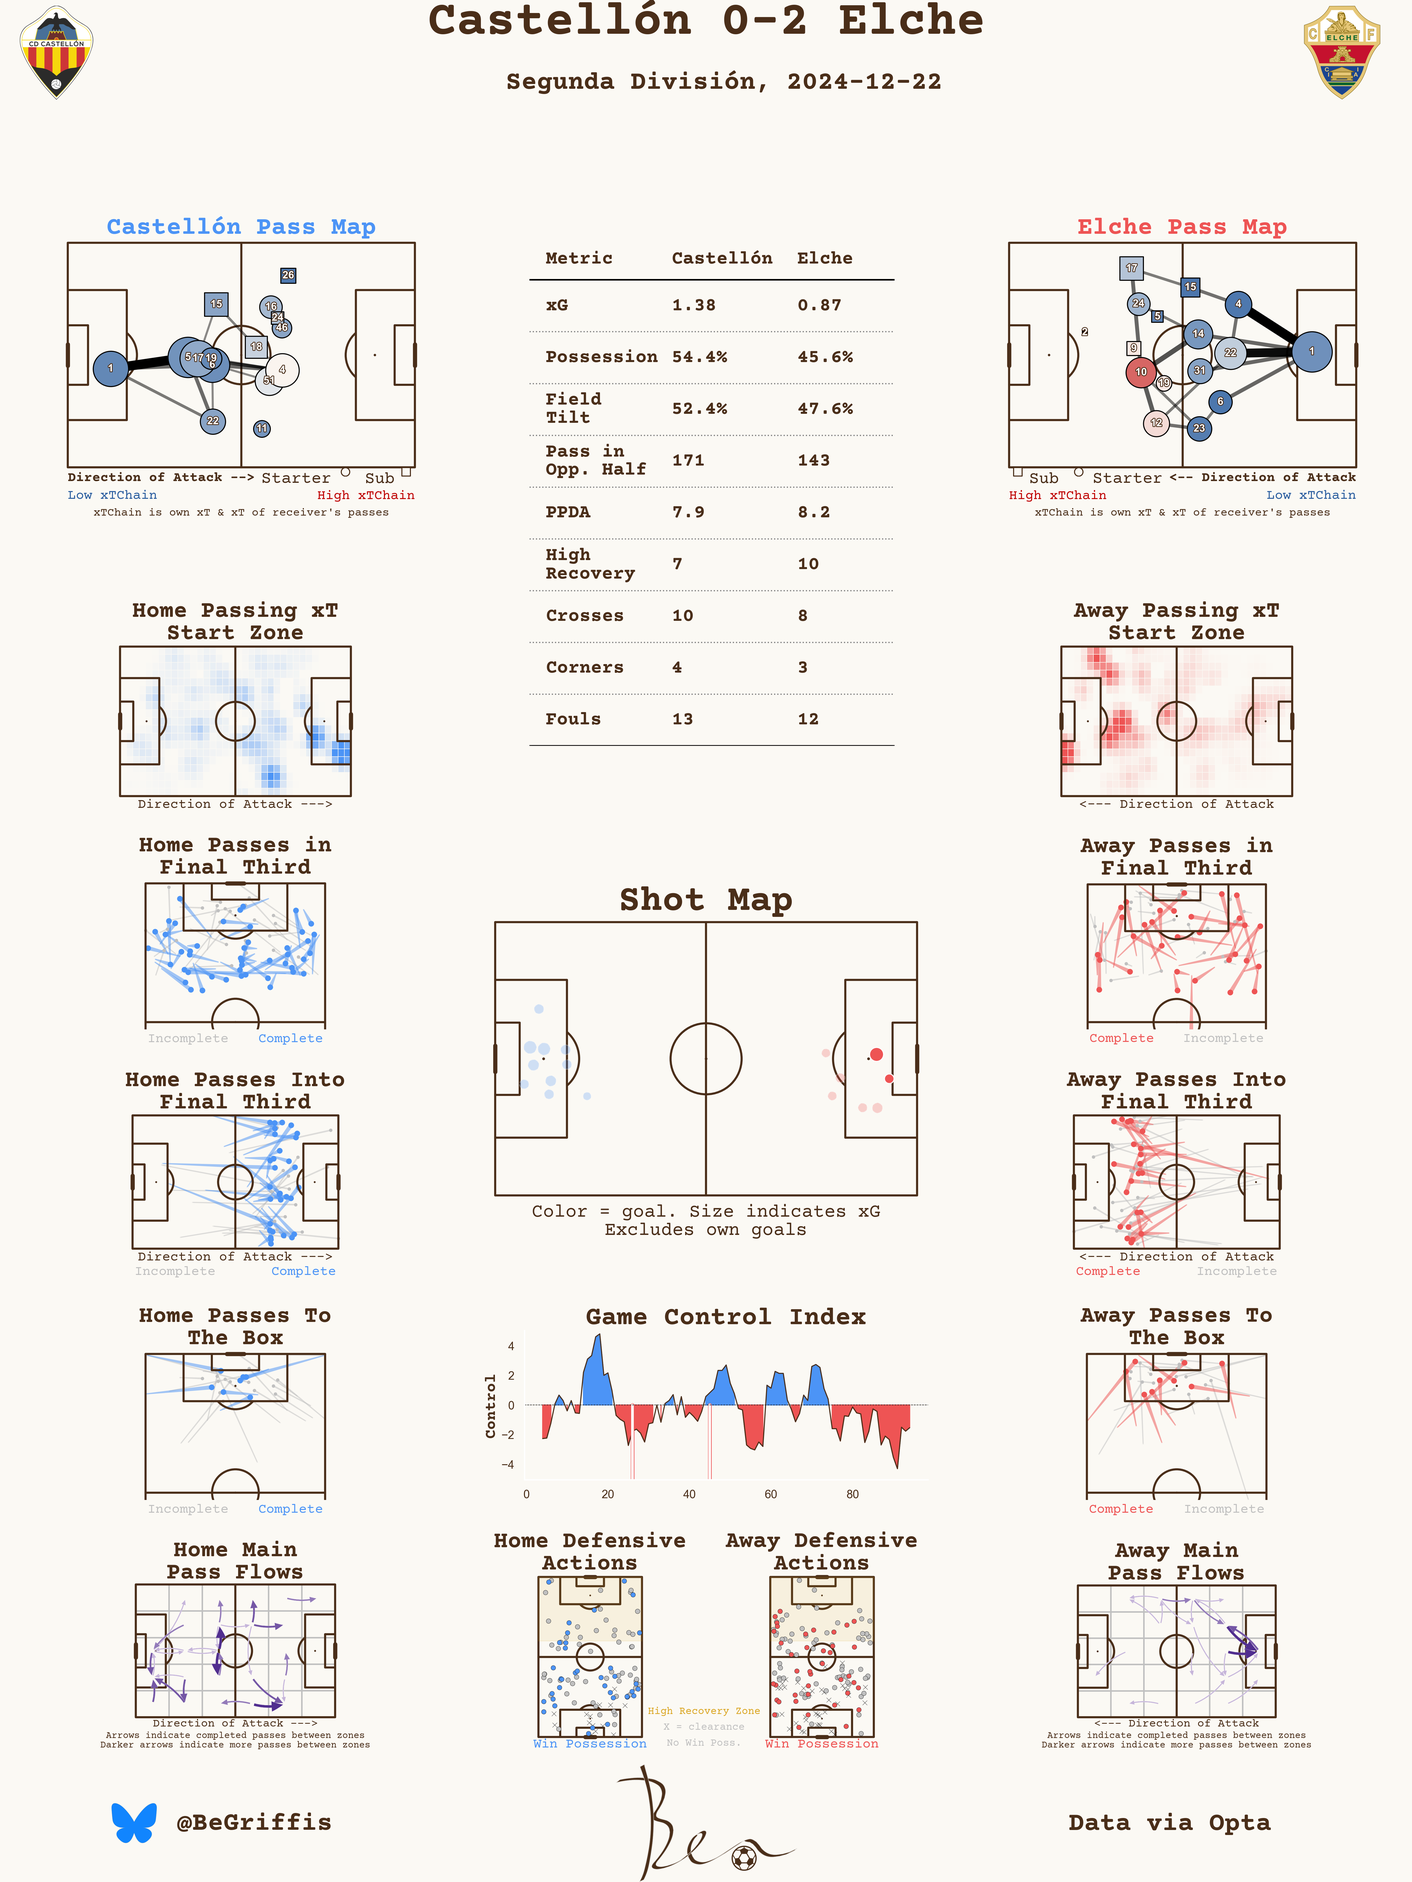 Castellón 0-2 Elche
Segunda División, 2024-12-22
CD CASTELLÓN
C ELCHE F
Castellón Pass Map
26
15
16
24
46
18
5 17 19
6
1
4
51
22
11
Direction of Attack --> Starter Sub
Low xTChain High xTChain
xTChain is own xT & xT of receiver's passes
Metric Castellón Elche
xG 1.38 0.87
Possession 54.4% 45.6%
Field
Tilt 52.4% 47.6%
Pass in
Opp. Half 171 143
PPDA 7.9 8.2
High
Recovery 7 10
Crosses 10 8
Corners 4 3
Fouls 13 12
Elche Pass Map
17
15
24
4
5
2
14
9
22
1
10
31
19
6
12
23
Sub Starter <-- Direction of Attack
High xTChain Low xTChain
xTChain is own xT & xT of receiver's passes
Home Passing xT
Start Zone
Direction of Attack --->
Away Passing xT
Start Zone
<--- Direction of Attack
Home Passes in
Final Third
Incomplete Complete
Away Passes in
Final Third
Complete Incomplete
Shot Map
Color = goal. Size indicates xG
Excludes own goals
Home Passes Into
Final Third
Direction of Attack --->
Incomplete Complete
Away Passes Into
Final Third
<--- Direction of Attack
Complete Incomplete
Home Passes To
The Box
Incomplete Complete
Game Control Index
Control
4
2
0
−2
−4
0 20 40 60 80
Away Passes To
The Box
Complete Incomplete
Home Main
Pass Flows
Direction of Attack --->
Arrows indicate completed passes between zones
Darker arrows indicate more passes between zones
Home Defensive
Actions
Win Possession
High Recovery Zone
X = clearance
No Win Poss.
Away Defensive
Actions
Win Possession
Away Main
Pass Flows
<--- Direction of Attack
Arrows indicate completed passes between zones
Darker arrows indicate more passes between zones
@BeGriffis
Ben
Data via Opta